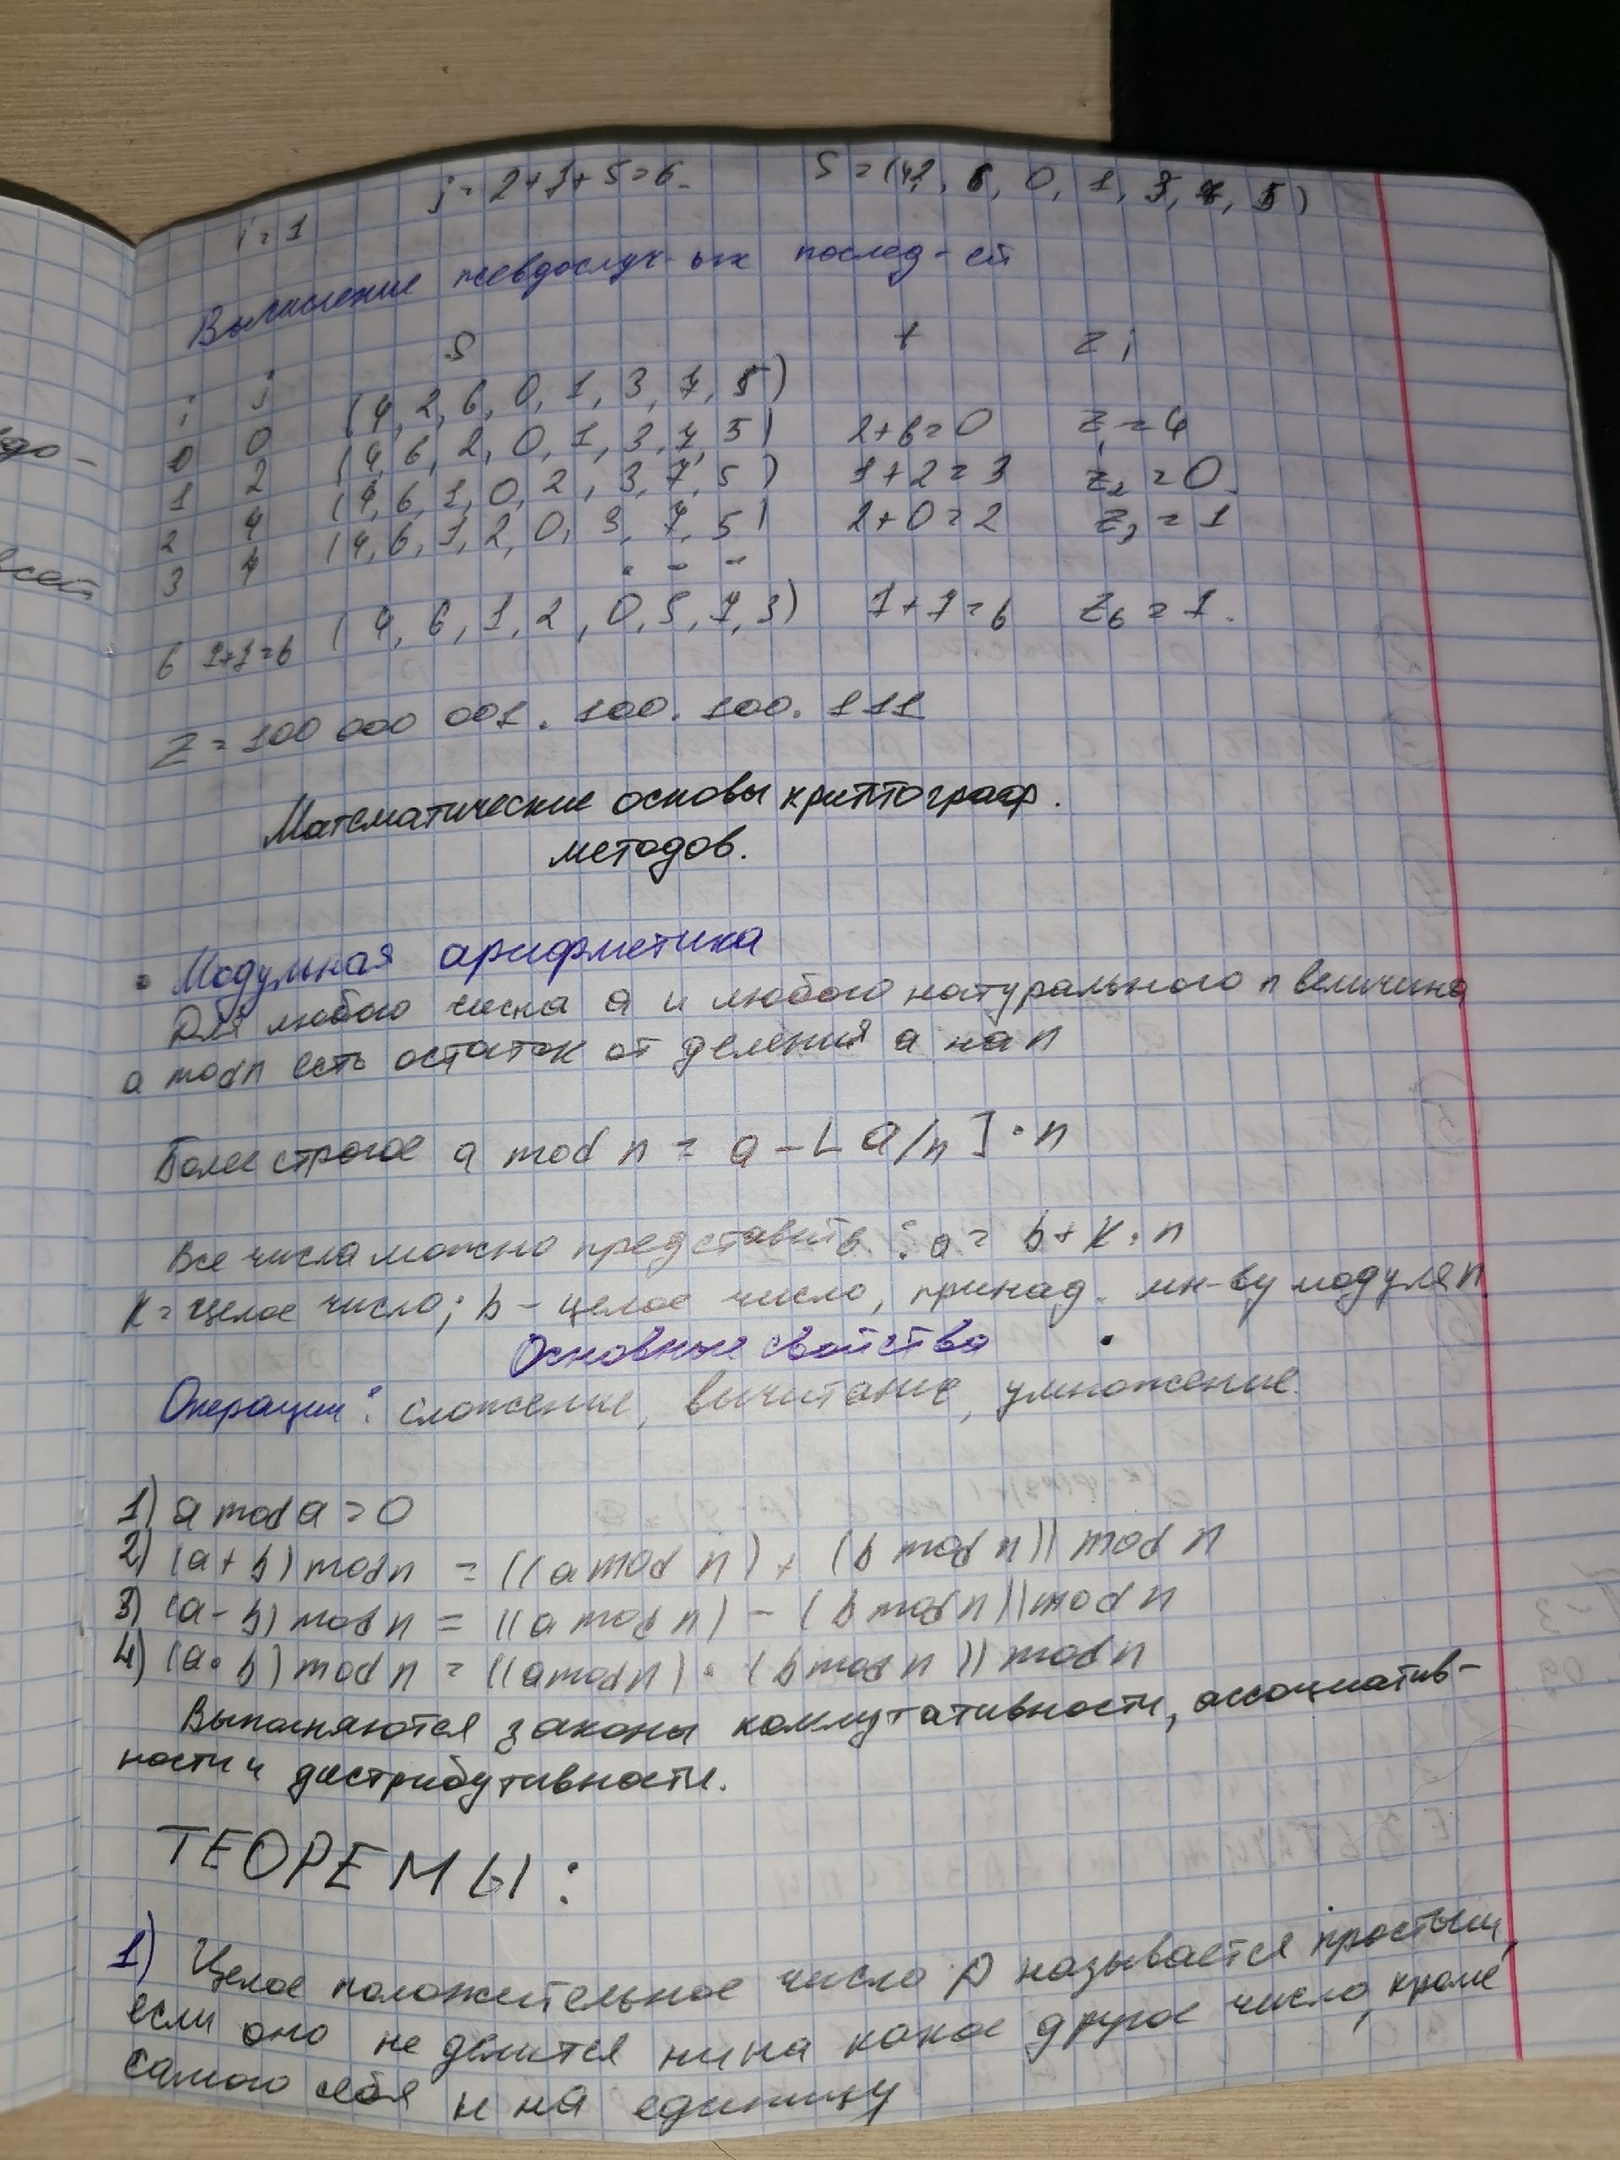 i = 1 j = 2+7+5=6. S = (4, 2, 6, 0, 1, 3, 7, 5)
Вычисление псевдослуч-ых послед-ей
i j S t zi
0 0 (4, 2, 6, 0, 1, 3, 7, 5)
1 2 (4, 6, 2, 0, 1, 3, 7, 5) 2+6=0 z1 = 4
2 4 (4, 6, 1, 0, 2, 3, 7, 5) 1+2=3 z2 = 0
3 4 (4, 6, 1, 2, 0, 3, 7, 5) 2+0=2 z3 = 1
. - -
6 7+7=6 (4, 6, 1, 2, 0, 5, 7, 3) 7+7=6 z6 = 7.
Z = 100 000 001. 100. 100. 111
Математические основы криптограф.
методов.
• Модульная арифметика
Для любого числа a и любого натурального n величина
a mod n есть остаток от деления a на n
Более строгое a mod n = a - ⌊ a/n ⌋ · n
Все числа можно представить: a = b + k · n
K = целое число; b - целое число, принад. мн-ву модуля n
Основные свойства
Операции: сложение, вычитание, умножение.
1) a mod a = 0
2) (a + b) mod n = ((a mod n) + (b mod n)) mod n
3) (a - b) mod n = ((a mod n) - (b mod n)) mod n
4) (a · b) mod n = ((a mod n) · (b mod n)) mod n
Выполняются законы коммутативности, ассоциатив-
ности и дистрибутивности.
ТЕОРЕМЫ:
1) Целое положительное число p называется простым,
если оно не делится ни на какое другое число, кроме
самого себя и на единицу